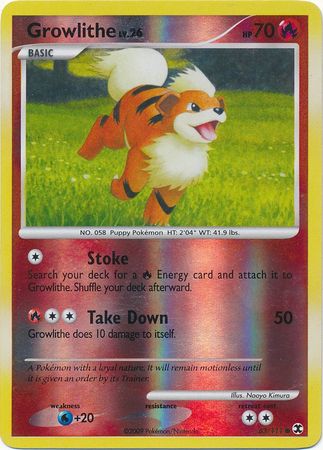 Growlithe LV.26 HP 70
BASIC
NO. 058 Puppy Pokémon HT: 2'04" WT: 41.9 lbs.
Stoke
Search your deck for a Energy card and attach it to
Growlithe. Shuffle your deck afterward.
Take Down 50
Growlithe does 10 damage to itself.
A Pokémon with a loyal nature. It will remain motionless until
it is given an order by its Trainer.
Illus. Naoyo Kimura
weakness resistance retreat cost
+20
©2009 Pokémon/Nintendo 63/111